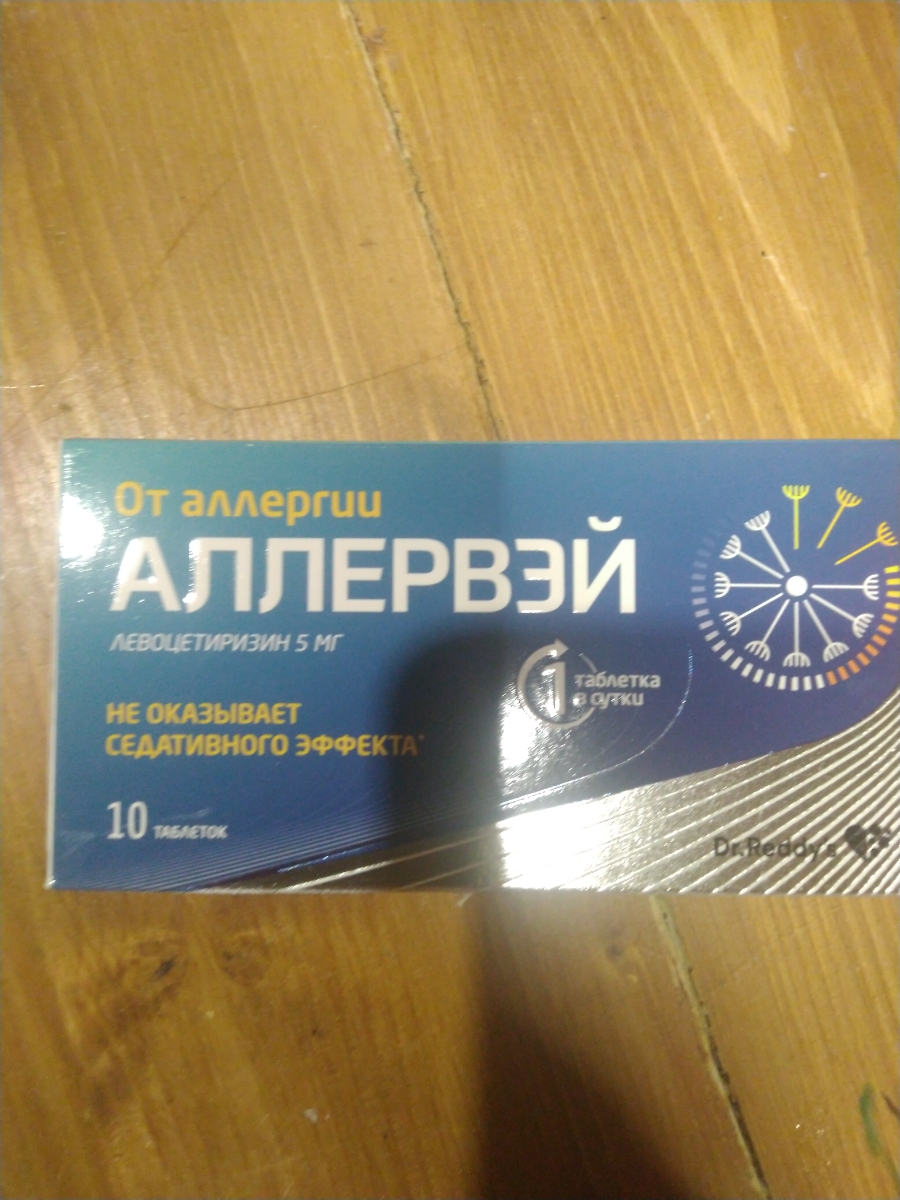 От аллергии
АЛЛЕРВЭЙ
ЛЕВОЦЕТИРИЗИН 5 МГ
1 таблетка
в сутки
НЕ ОКАЗЫВАЕТ
СЕДАТИВНОГО ЭФФЕКТА*
10 ТАБЛЕТОК
Dr.Reddy's